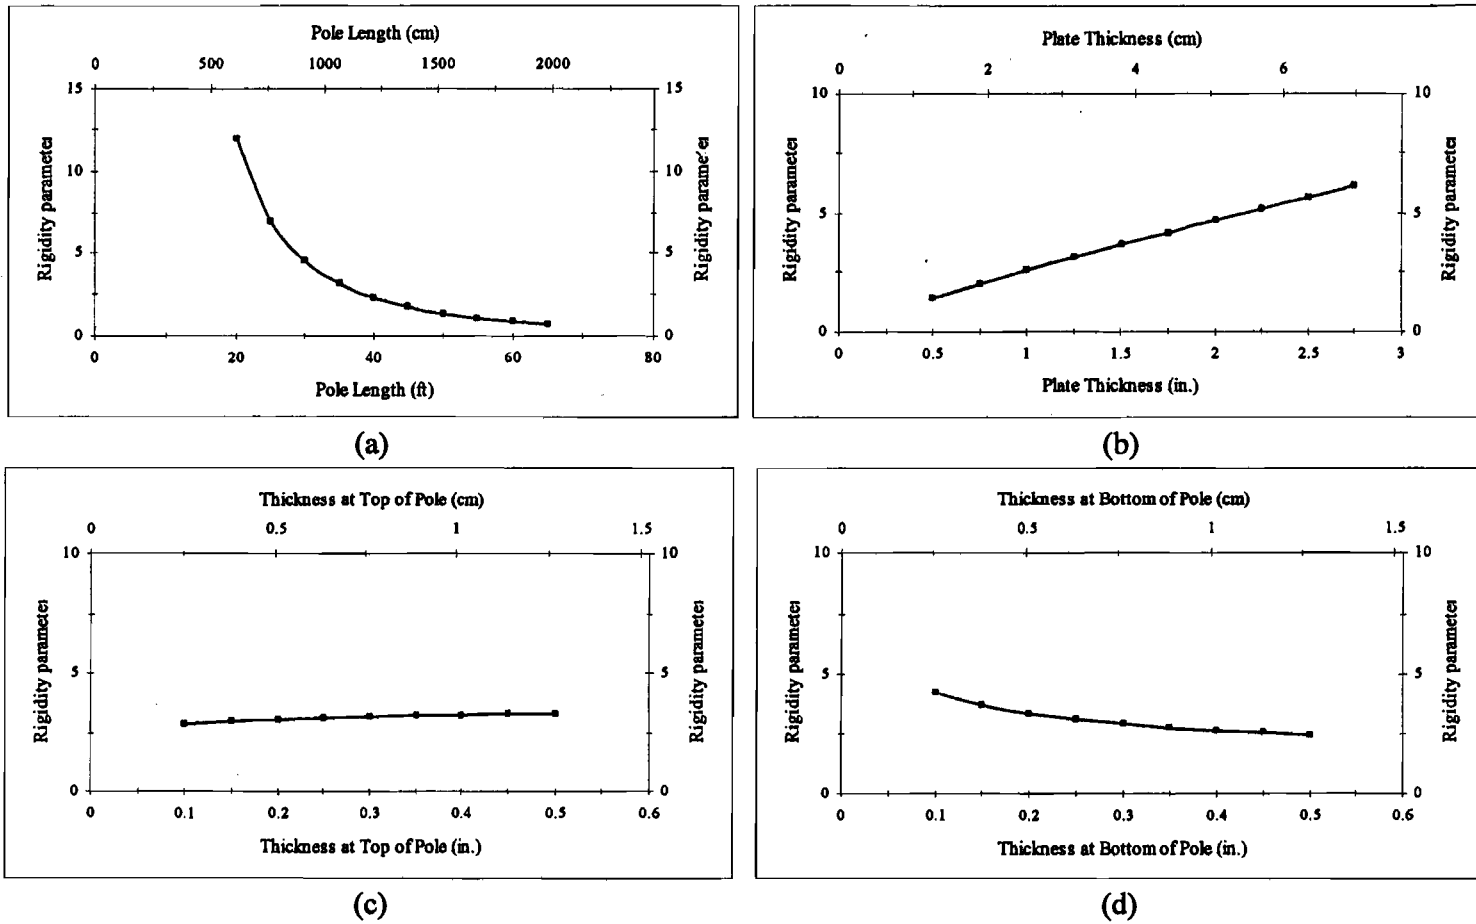 Pole Length (cm)
0 500 1000 1500 2000
15 15
10 10
5 5
0 0
Rigidity parameter
Rigidity parameter
0 20 40 60 80
Pole Length (ft)
(a)
Plate Thickness (cm)
0 2 4 6
10 10
5 5
0 0
Rigidity parameter
Rigidity parameter
0 0.5 1 1.5 2 2.5 3
Plate Thickness (in.)
(b)
Thickness at Top of Pole (cm)
0 0.5 1 1.5
10 10
5 5
0 0
Rigidity parameter
Rigidity parameter
0 0.1 0.2 0.3 0.4 0.5 0.6
Thickness at Top of Pole (in.)
(c)
Thickness at Bottom of Pole (cm)
0 0.5 1 1.5
10 10
5 5
0 0
Rigidity parameter
Rigidity parameter
0 0.1 0.2 0.3 0.4 0.5 0.6
Thickness at Bottom of Pole (in.)
(d)